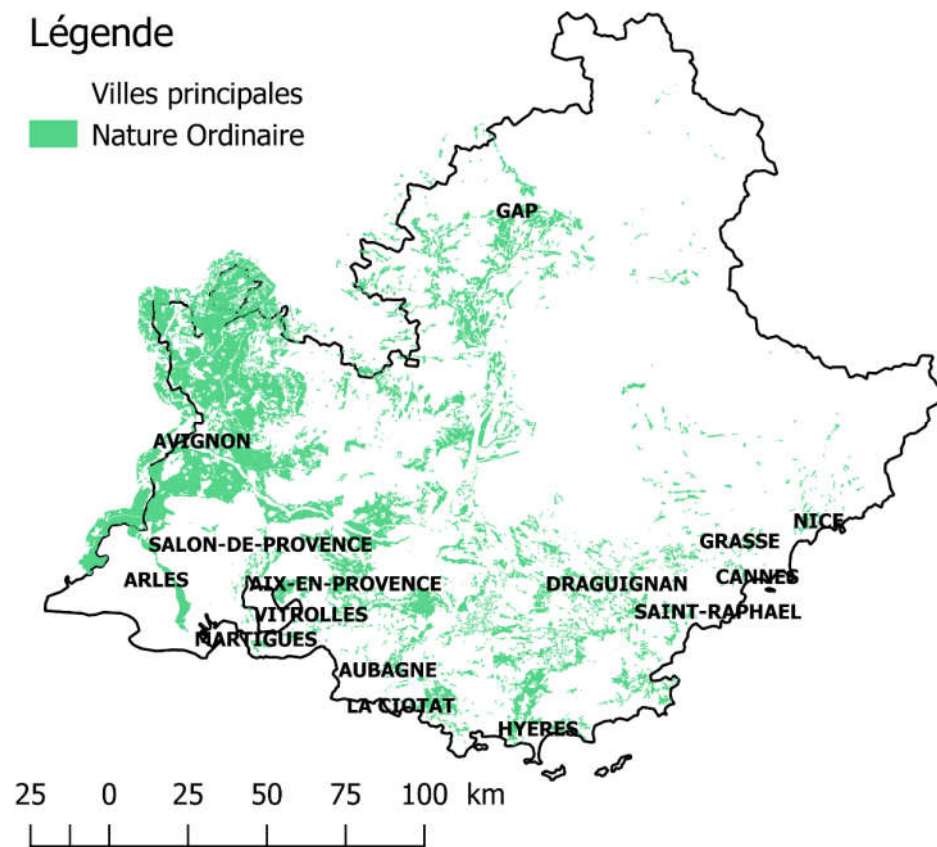 Légende
Villes principales
Nature Ordinaire
GAP
AVIGNON
NICE
SALON-DE-PROVENCE
GRASSE
ARLES
AIX-EN-PROVENCE
DRAGUIGNAN
CANNES
VITROLLES
SAINT-RAPHAEL
MARTIGUES
AUBAGNE
LA CIOTAT
HYERES
25 0 25 50 75 100 km